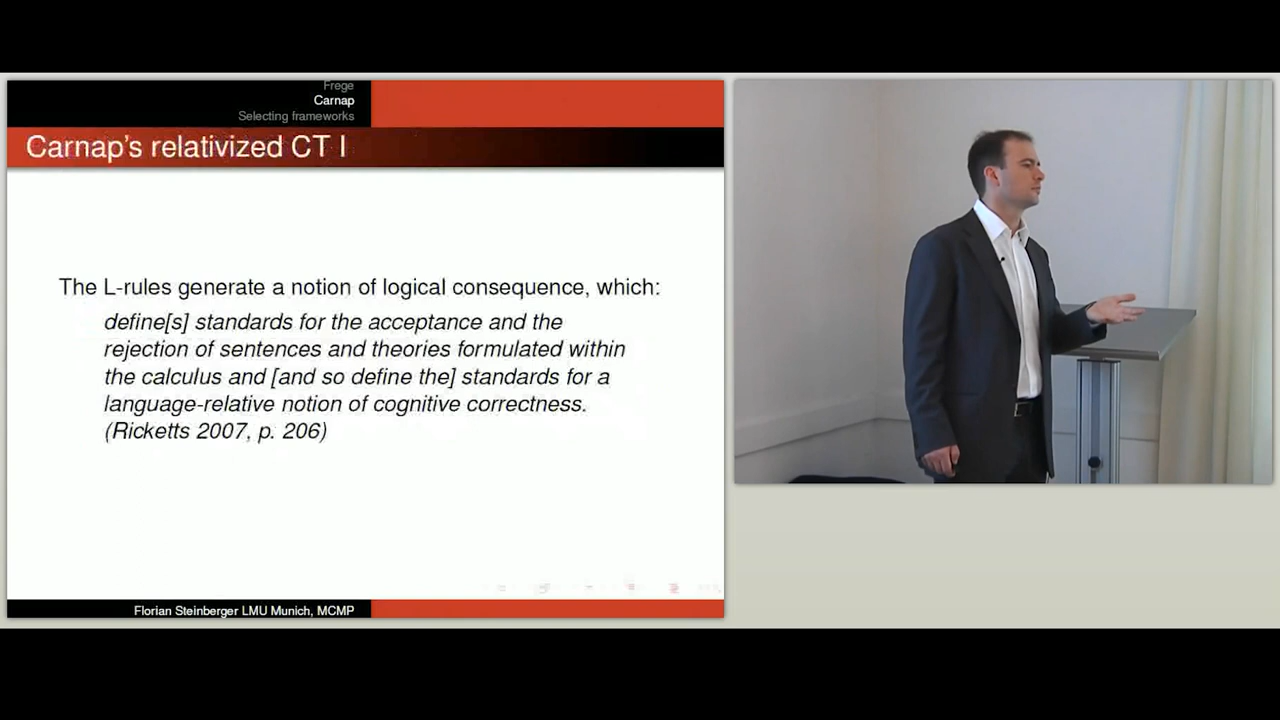 Frege
Carnap
Selecting frameworks
Carnap's relativized CT I
The L-rules generate a notion of logical consequence, which:
define[s] standards for the acceptance and the
rejection of sentences and theories formulated within
the calculus and [and so define the] standards for a
language-relative notion of cognitive correctness.
(Ricketts 2007, p. 206)
Florian Steinberger LMU Munich, MCMP